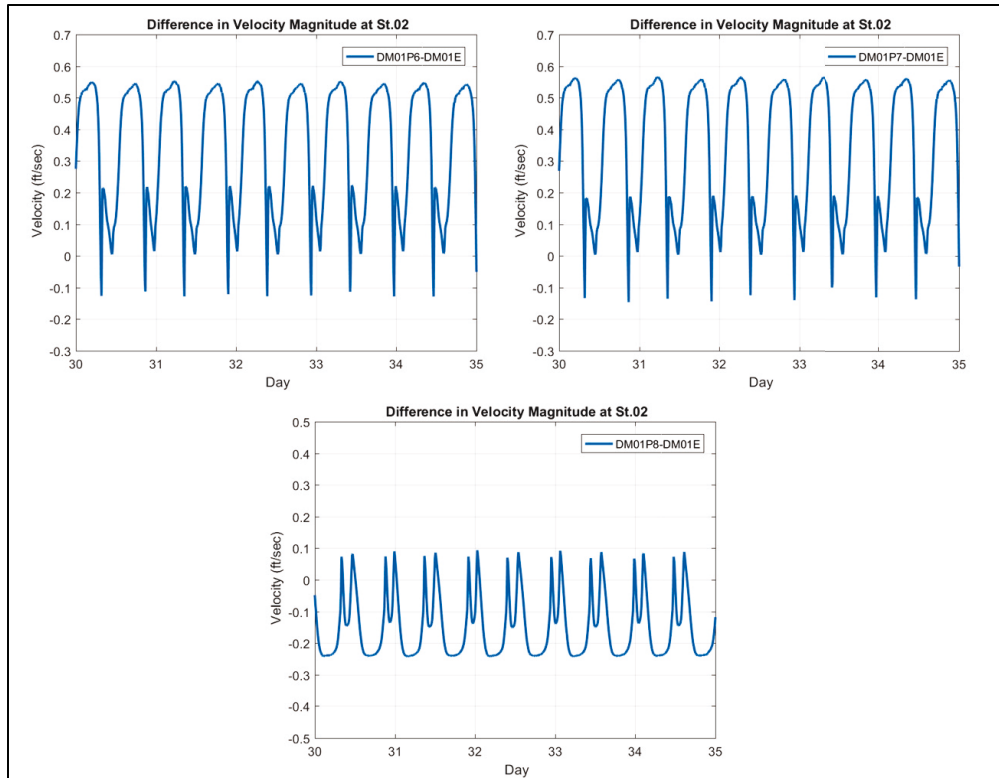 Difference in Velocity Magnitude at St.02
0.7
0.6
0.5
0.4
0.3
0.2
0.1
0
-0.1
-0.2
-0.3
Velocity (ft/sec)
DM01P6-DM01E
30 31 32 33 34 35
Day
Difference in Velocity Magnitude at St.02
0.7
0.6
0.5
0.4
0.3
0.2
0.1
0
-0.1
-0.2
-0.3
Velocity (ft/sec)
DM01P7-DM01E
30 31 32 33 34 35
Day
Difference in Velocity Magnitude at St.02
0.5
0.4
0.3
0.2
0.1
0
-0.1
-0.2
-0.3
-0.4
-0.5
Velocity (ft/sec)
DM01P8-DM01E
30 31 32 33 34 35
Day